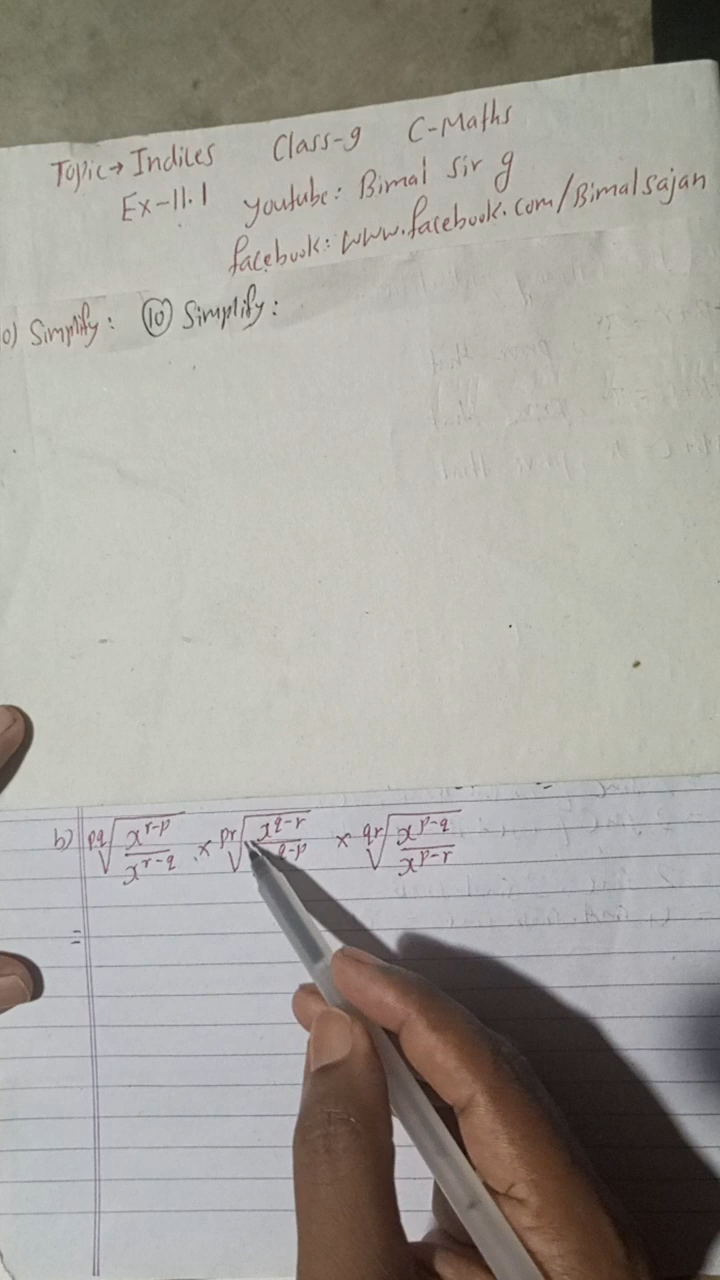 Topic→ Indices Class-9 C-Maths
Ex-11.1 youtube: Bimal Sir g
facebook: www.facebook.com/Bimalsajan
0) Simplify: (10) Simplify:
b) pq√(x^(r-p)/x^(r-q)) × pr√(x^(q-r)/ ^(q-p)) × qr√(x^(p-q)/x^(p-r))
=